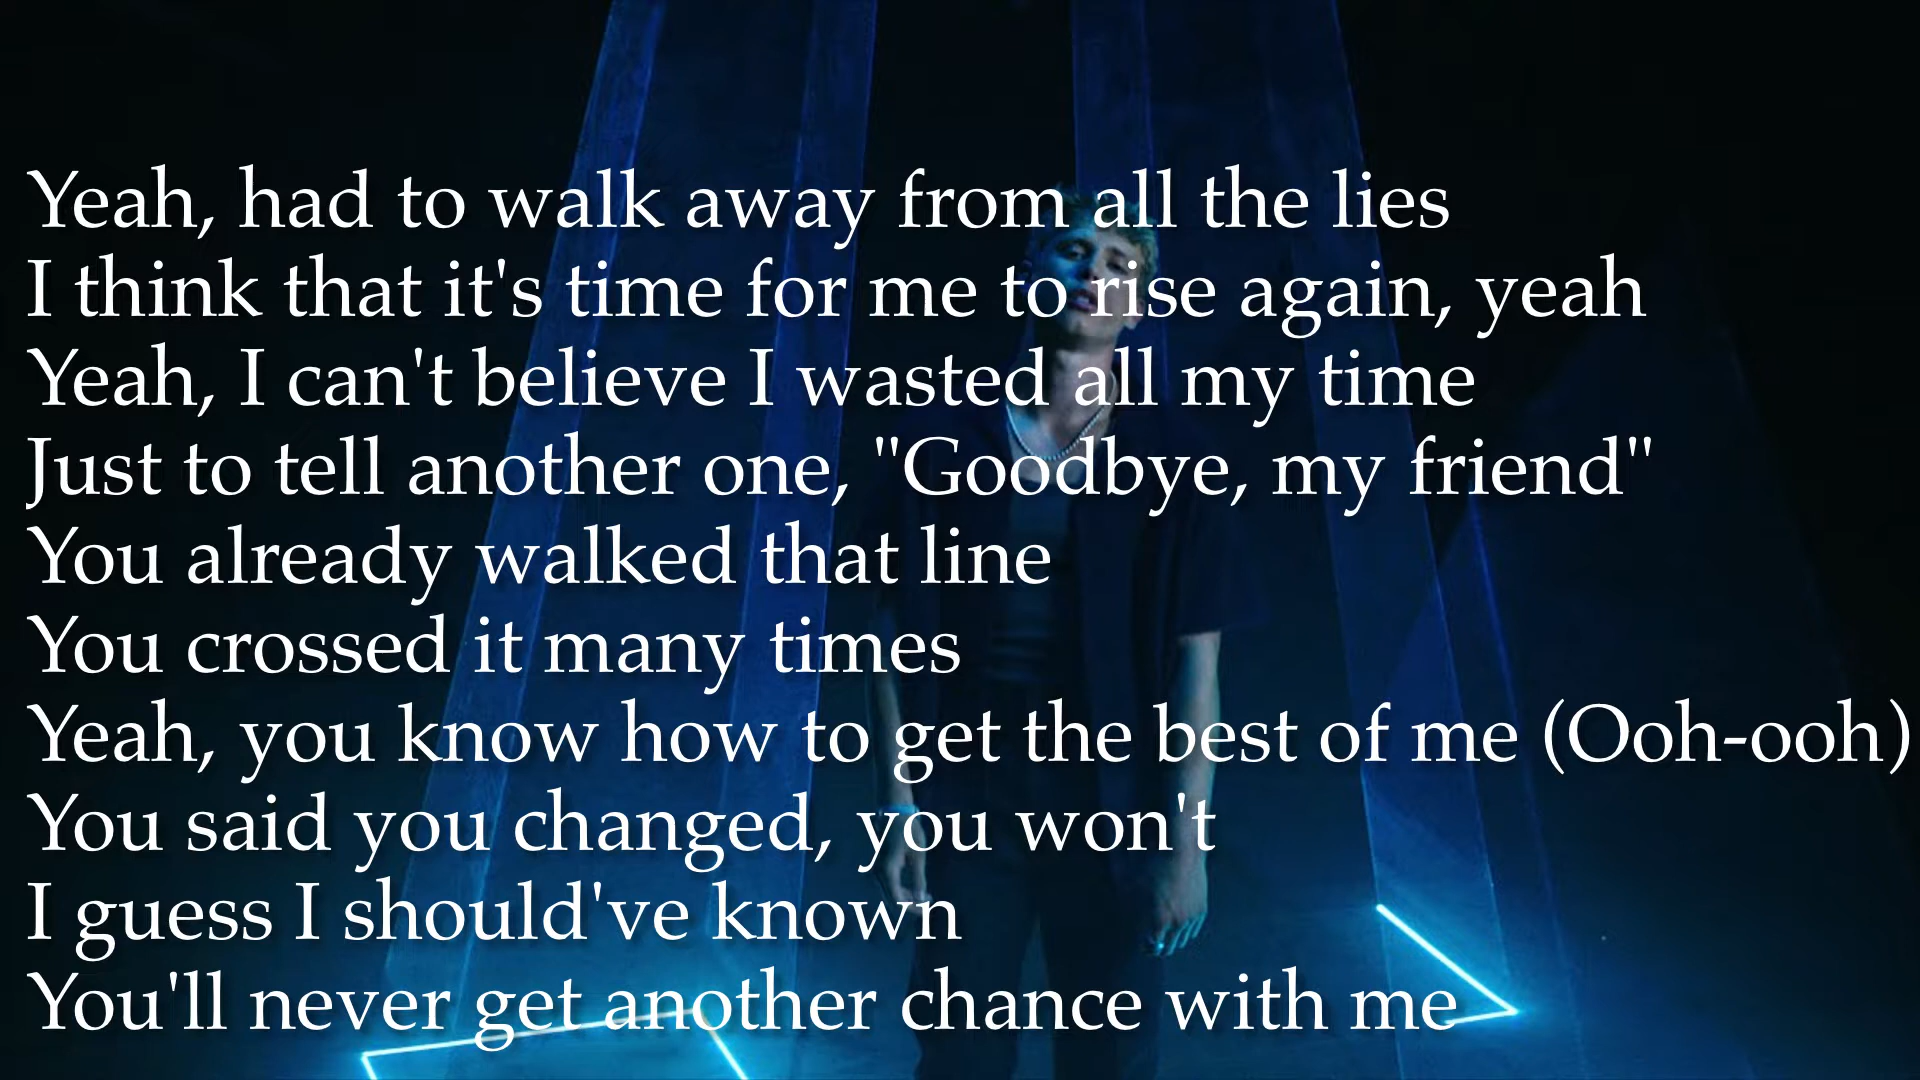 Yeah, had to walk away from all the lies
I think that it's time for me to rise again, yeah
Yeah, I can't believe I wasted all my time
Just to tell another one, "Goodbye, my friend"
You already walked that line
You crossed it many times
Yeah, you know how to get the best of me (Ooh-ooh)
You said you changed, you won't
I guess I should've known
You'll never get another chance with me